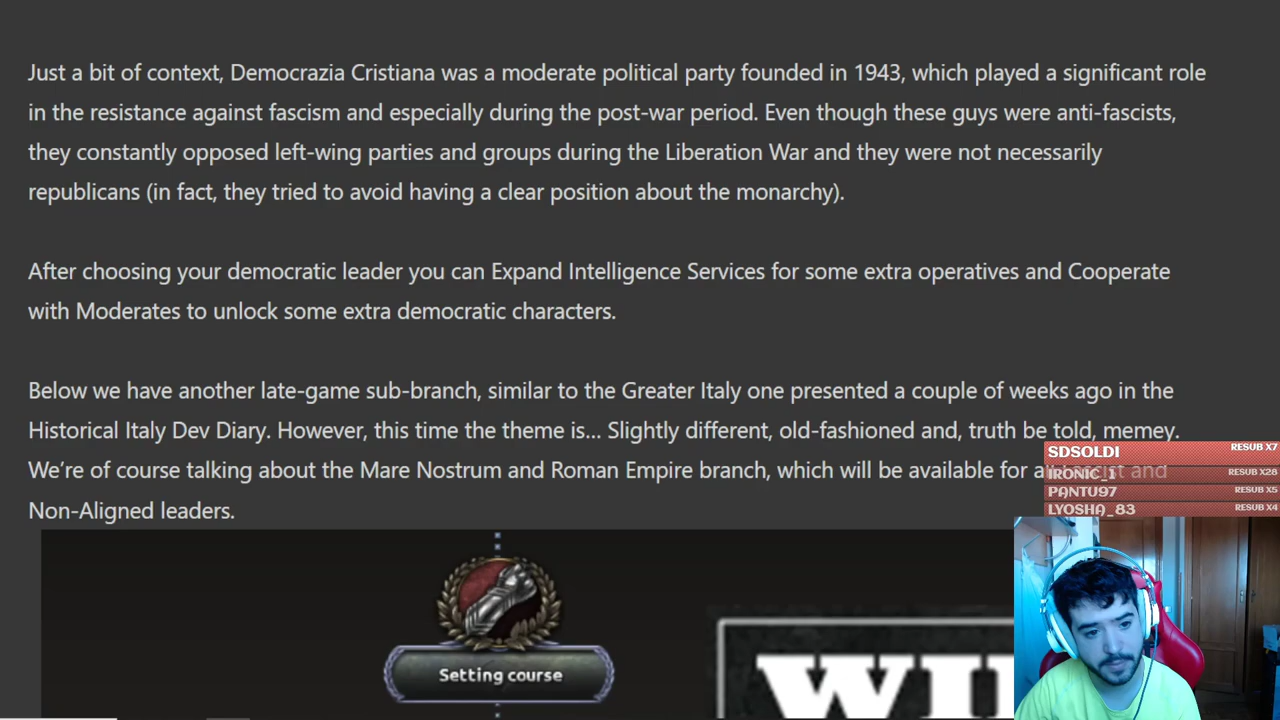 Just a bit of context, Democrazia Cristiana was a moderate political party founded in 1943, which played a significant role
in the resistance against fascism and especially during the post-war period. Even though these guys were anti-fascists,
they constantly opposed left-wing parties and groups during the Liberation War and they were not necessarily
republicans (in fact, they tried to avoid having a clear position about the monarchy).
After choosing your democratic leader you can Expand Intelligence Services for some extra operatives and Cooperate
with Moderates to unlock some extra democratic characters.
Below we have another late-game sub-branch, similar to the Greater Italy one presented a couple of weeks ago in the
Historical Italy Dev Diary. However, this time the theme is... Slightly different, old-fashioned and, truth be told, memey.
We're of course talking about the Mare Nostrum and Roman Empire branch, which will be available for and
Non-Aligned leaders.
SDSOLDI RESUB X7
IRONIC_1 RESUB X28
PANTU97 RESUB X5
LYOSHA_83 RESUB X4
Setting course
WI